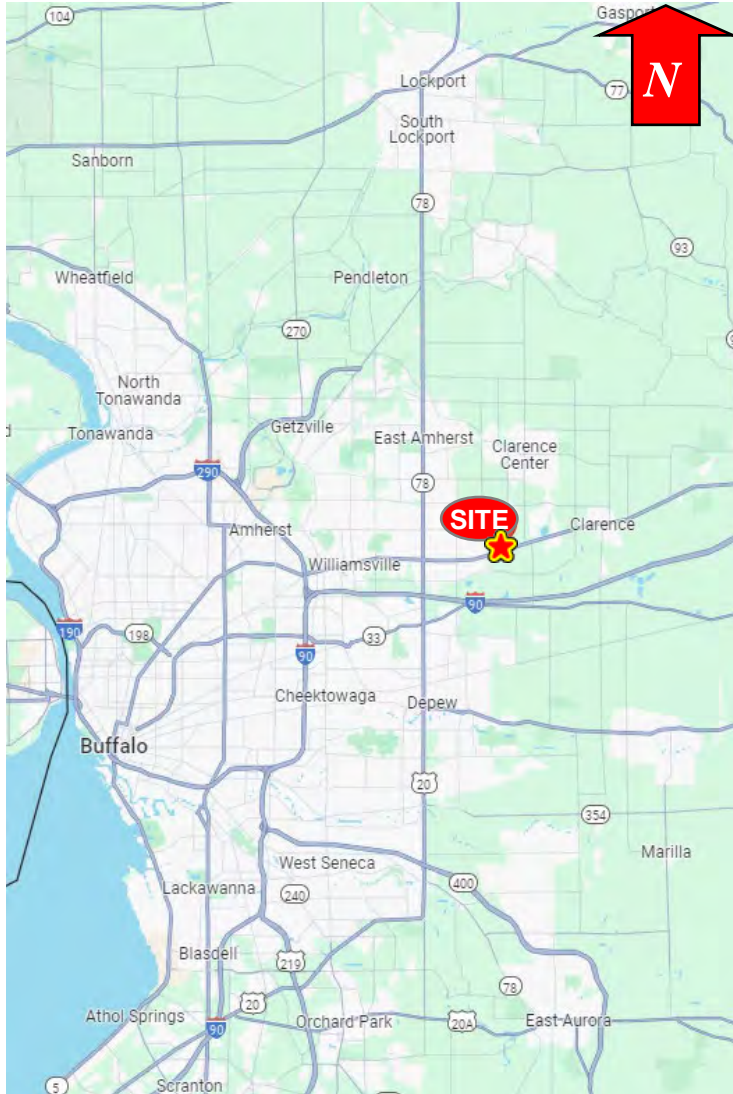 104
Gasport
N
Lockport
77
South
Lockport
Sanborn
78
93
Wheatfield
Pendleton
270
North
Tonawanda
Tonawanda
Getzville
East Amherst
Clarence
Center
290
78
SITE
Clarence
Amherst
Williamsville
90
190
198
33
90
Cheektowaga
Depew
Buffalo
20
354
Marilla
West Seneca
400
Lackawanna
240
Blasdell
219
78
20
Athol Springs
Orchard Park
20A
East Aurora
90
5
Scranton